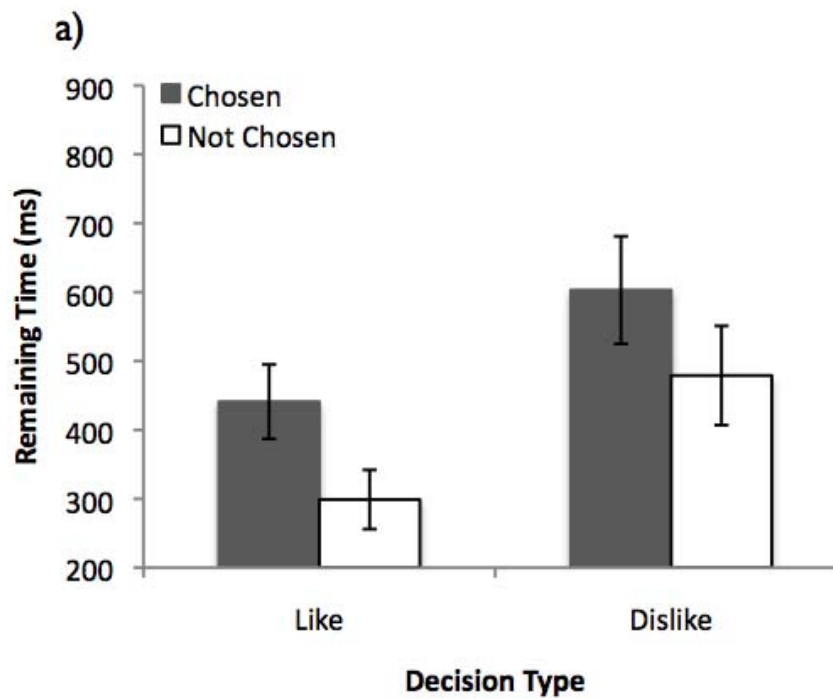 a)
Chosen
Not Chosen
900
800
700
600
500
400
300
200
Remaining Time (ms)
Like
Dislike
Decision Type